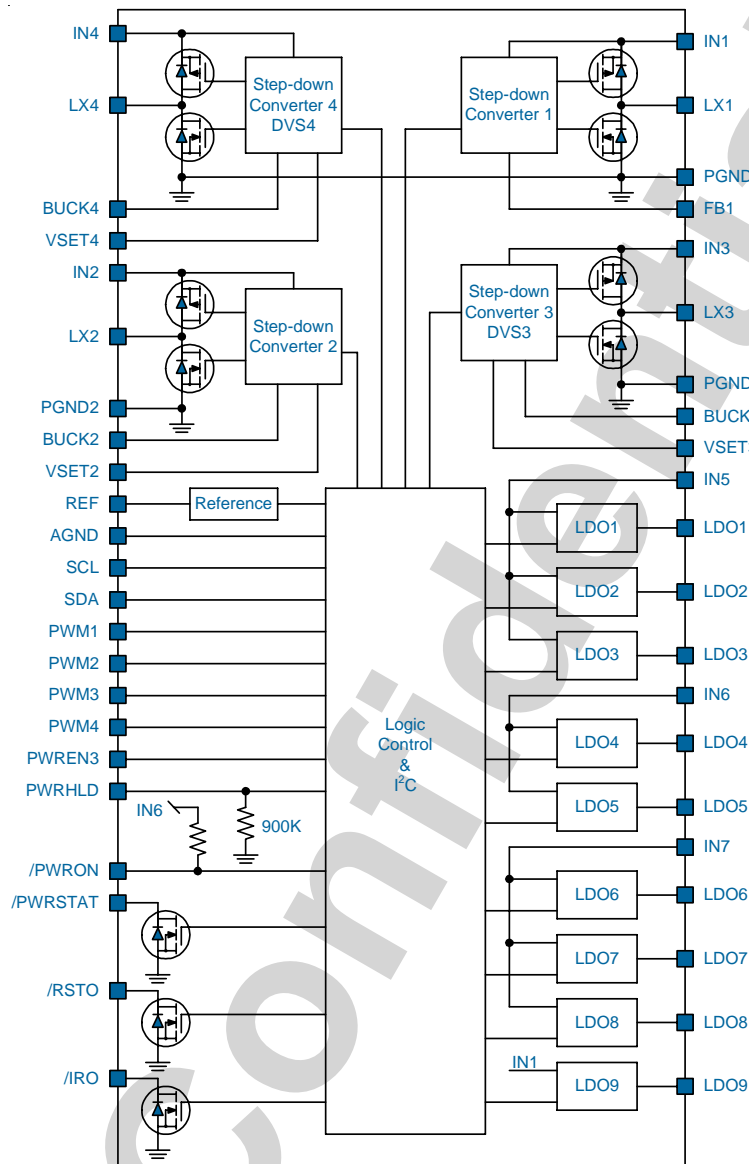 IN4
LX4
BUCK4
VSET4
IN2
LX2
PGND2
BUCK2
VSET2
REF
AGND
SCL
SDA
PWM1
PWM2
PWM3
PWM4
PWREN3
PWRHLD
/PWRON
/PWRSTAT
/RSTO
/IRO
Step-down
Converter 4
DVS4
Step-down
Converter 2
Reference
IN6
900K
Logic
Control
&
I²C
Step-down
Converter 1
Step-down
Converter 3
DVS3
LDO1
LDO2
LDO3
LDO4
LDO5
LDO6
LDO7
LDO8
IN1
LDO9
IN1
LX1
PGND
FB1
IN3
LX3
PGND
BUCK
VSET
IN5
LDO1
LDO2
LDO3
IN6
LDO4
LDO5
IN7
LDO6
LDO7
LDO8
LDO9
Confidentia